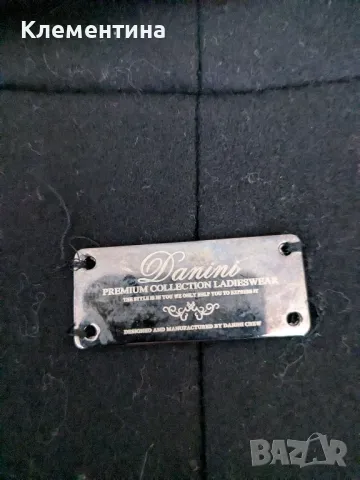 Клементина
Danini
PREMIUM COLLECTION LADIESWEAR
THE STYLE IS IN YOU WE ONLY HELP YOU TO EXPRESS IT
DESIGNED AND MANUFACTURED BY DANINI CREW
BAZAR